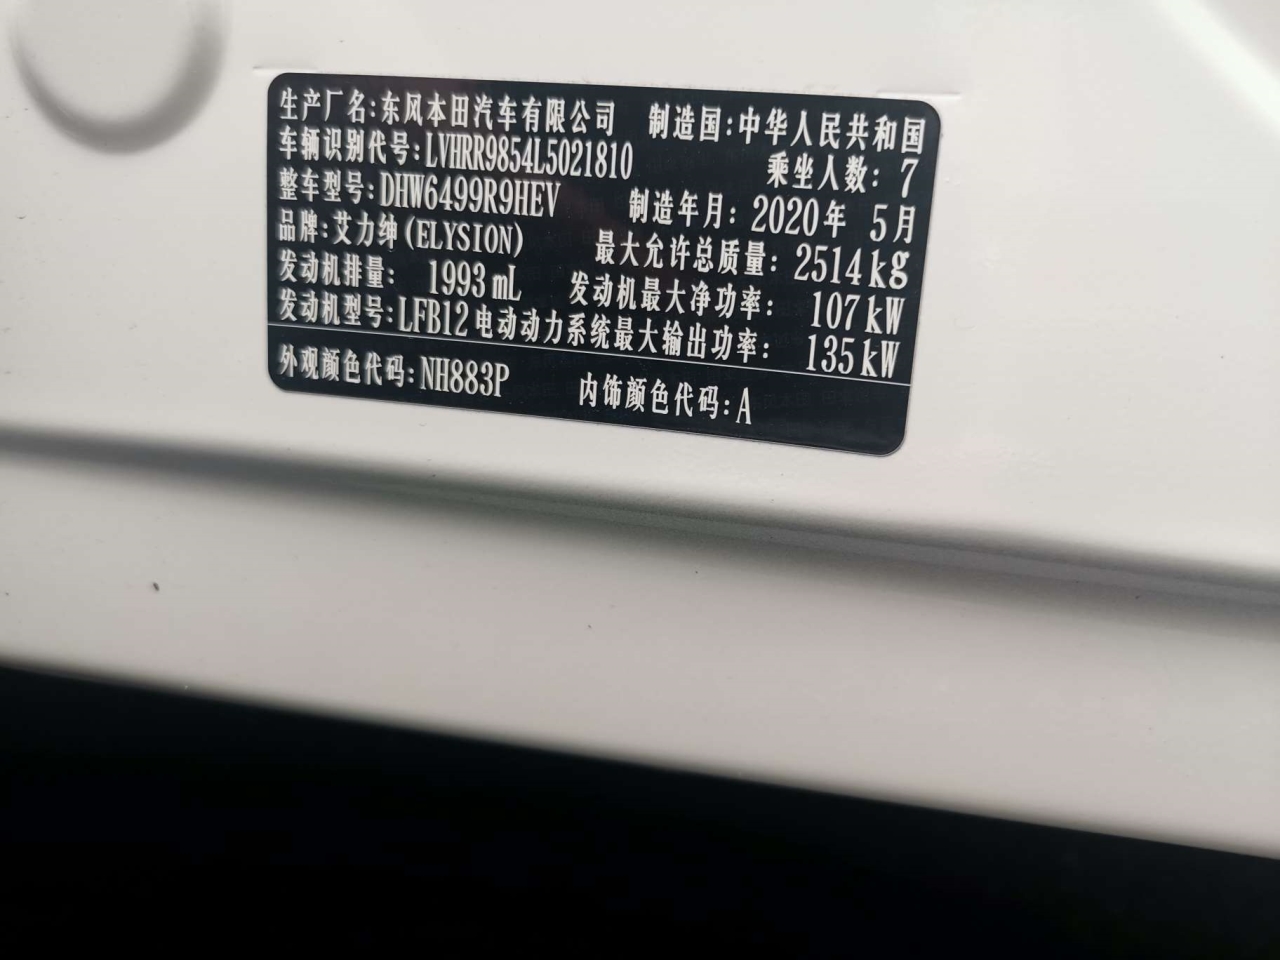 生产厂名:东风本田汽车有限公司 制造国:中华人民共和国
车辆识别代号:LVHRR9854L5021810 乘坐人数: 7
整车型号:DHW6499R9HEV 制造年月: 2020年 5月
品牌:艾力绅(ELYSION) 最大允许总质量: 2514kg
发动机排量: 1993mL 发动机最大净功率: 107kW
发动机型号:LFB12 电动动力系统最大输出功率: 135kW
外观颜色代码:NH883P 内饰颜色代码:A